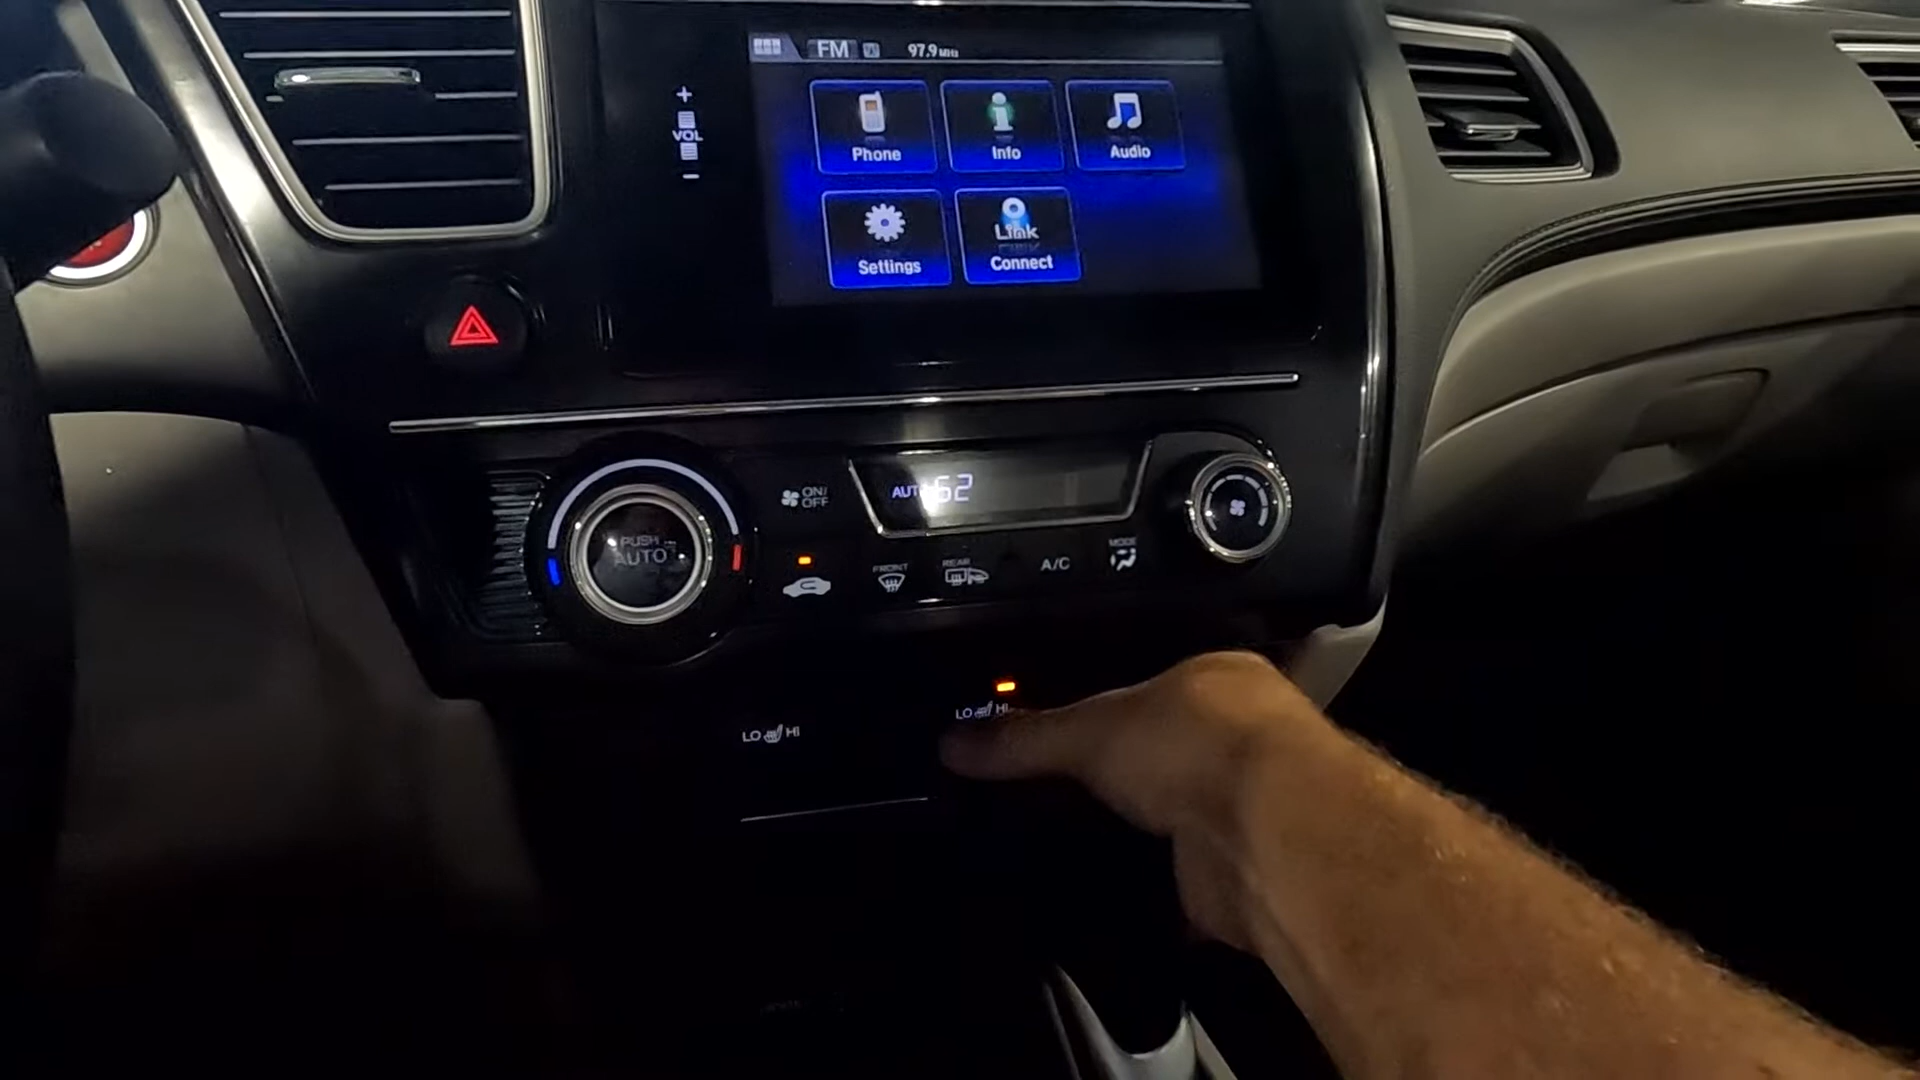 FM 97.9 MHz
+
VOL
−
Phone
Info
Audio
Settings
Link
Connect
ON/
OFF
AUTO 62
PUSH
AUTO
FRONT
REAR
A/C
MODE
LO HI
LO HI